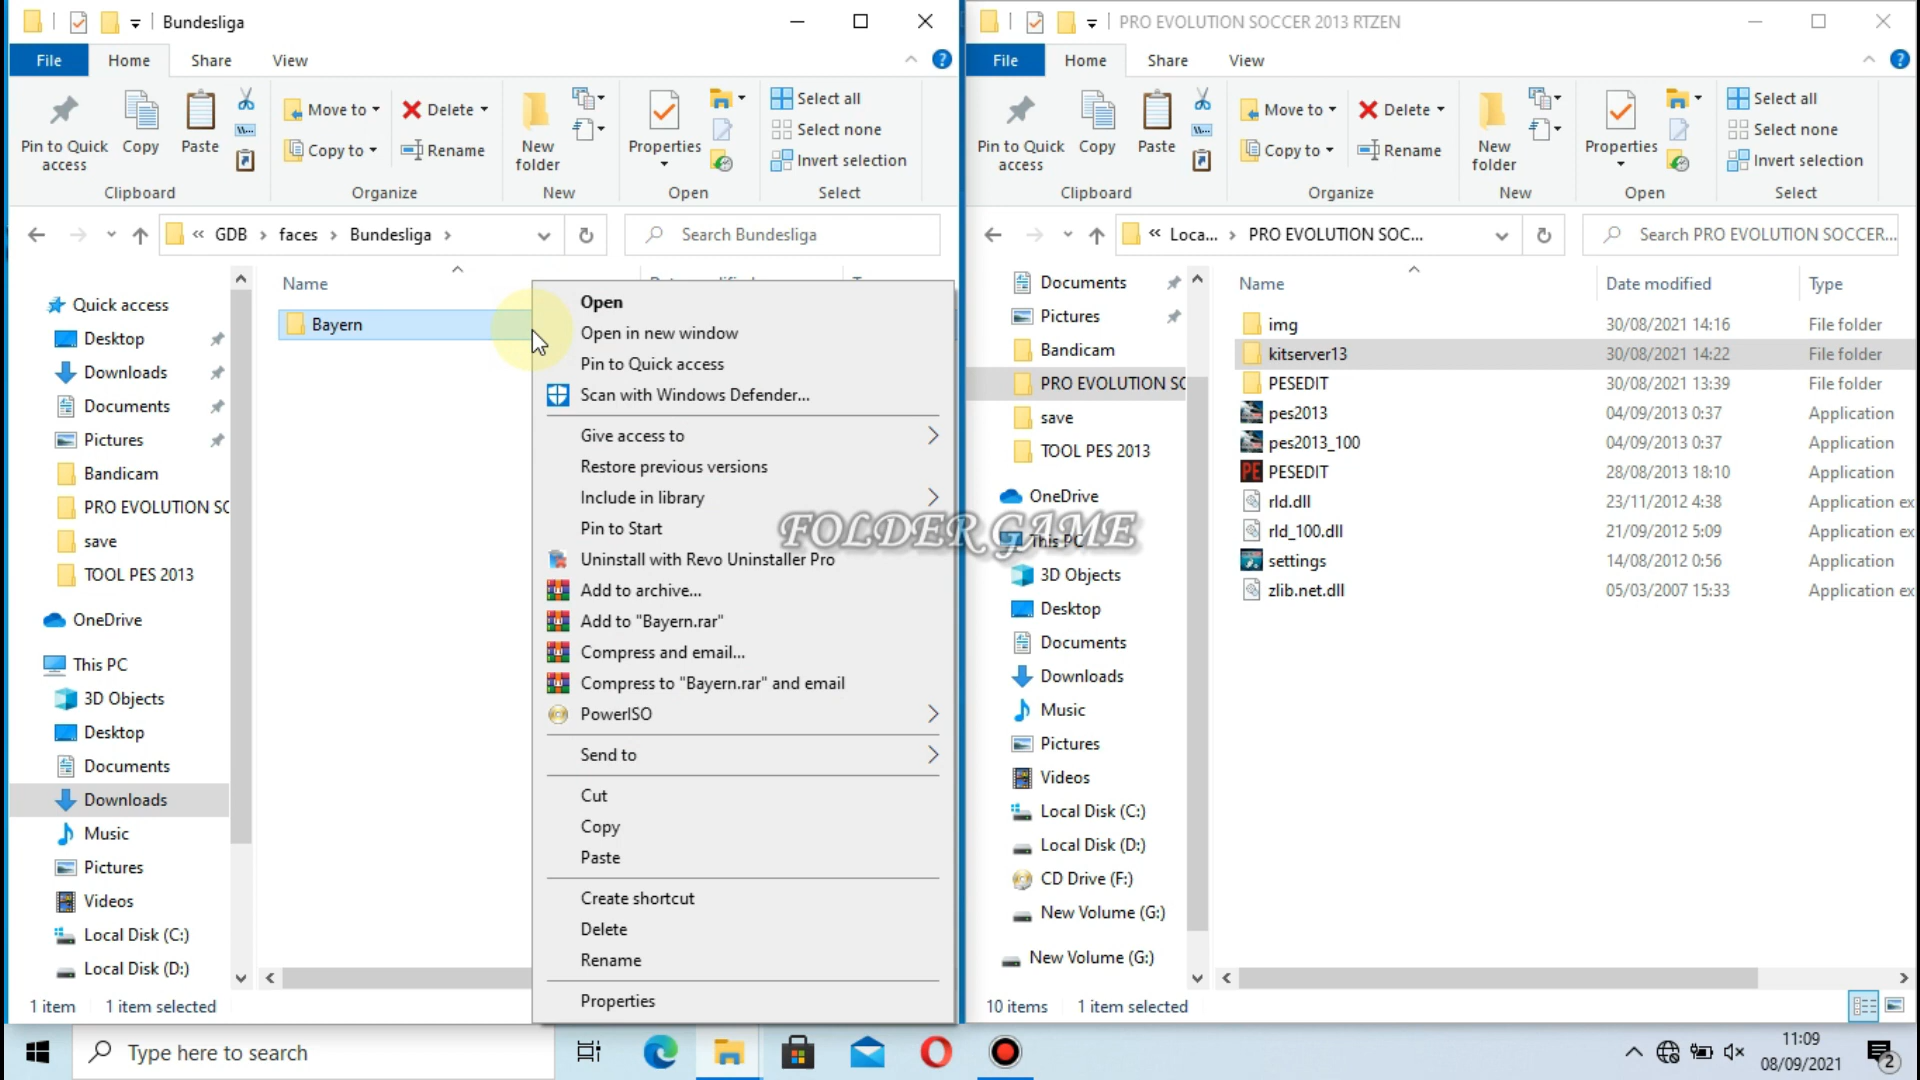 Bundesliga
File
Home
Share
View
Pin to Quick access
Copy
Paste
Move to
Copy to
Delete
Rename
New folder
Properties
Select all
Select none
Invert selection
Clipboard
Organize
New
Open
Select
« GDB > faces > Bundesliga >
Search Bundesliga
Name
Bayern
Quick access
Desktop
Downloads
Documents
Pictures
Bandicam
PRO EVOLUTION SC
save
TOOL PES 2013
OneDrive
This PC
3D Objects
Desktop
Documents
Downloads
Music
Pictures
Videos
Local Disk (C:)
Local Disk (D:)
1 item
1 item selected
Open
Open in new window
Pin to Quick access
Scan with Windows Defender...
Give access to
Restore previous versions
Include in library
Pin to Start
Uninstall with Revo Uninstaller Pro
Add to archive...
Add to "Bayern.rar"
Compress and email...
Compress to "Bayern.rar" and email
PowerISO
Send to
Cut
Copy
Paste
Create shortcut
Delete
Rename
Properties
FOLDER GAME
PRO EVOLUTION SOCCER 2013 RTZEN
File
Home
Share
View
Pin to Quick access
Copy
Paste
Move to
Copy to
Delete
Rename
New folder
Properties
Select all
Select none
Invert selection
Clipboard
Organize
New
Open
Select
« Loca... > PRO EVOLUTION SOC...
Search PRO EVOLUTION SOCCER...
Documents
Pictures
Bandicam
PRO EVOLUTION SC
save
TOOL PES 2013
OneDrive
This PC
3D Objects
Desktop
Documents
Downloads
Music
Pictures
Videos
Local Disk (C:)
Local Disk (D:)
CD Drive (F:)
New Volume (G:)
New Volume (G:)
Name Date modified Type
img 30/08/2021 14:16 File folder
kitserver13 30/08/2021 14:22 File folder
PESEDIT 30/08/2021 13:39 File folder
pes2013 04/09/2013 0:37 Application
pes2013_100 04/09/2013 0:37 Application
PESEDIT 28/08/2013 18:10 Application
rld.dll 23/11/2012 4:38 Application ex
rld_100.dll 21/09/2012 5:09 Application ex
settings 14/08/2012 0:56 Application
zlib.net.dll 05/03/2007 15:33 Application ex
10 items
1 item selected
Type here to search
11:09
08/09/2021
2